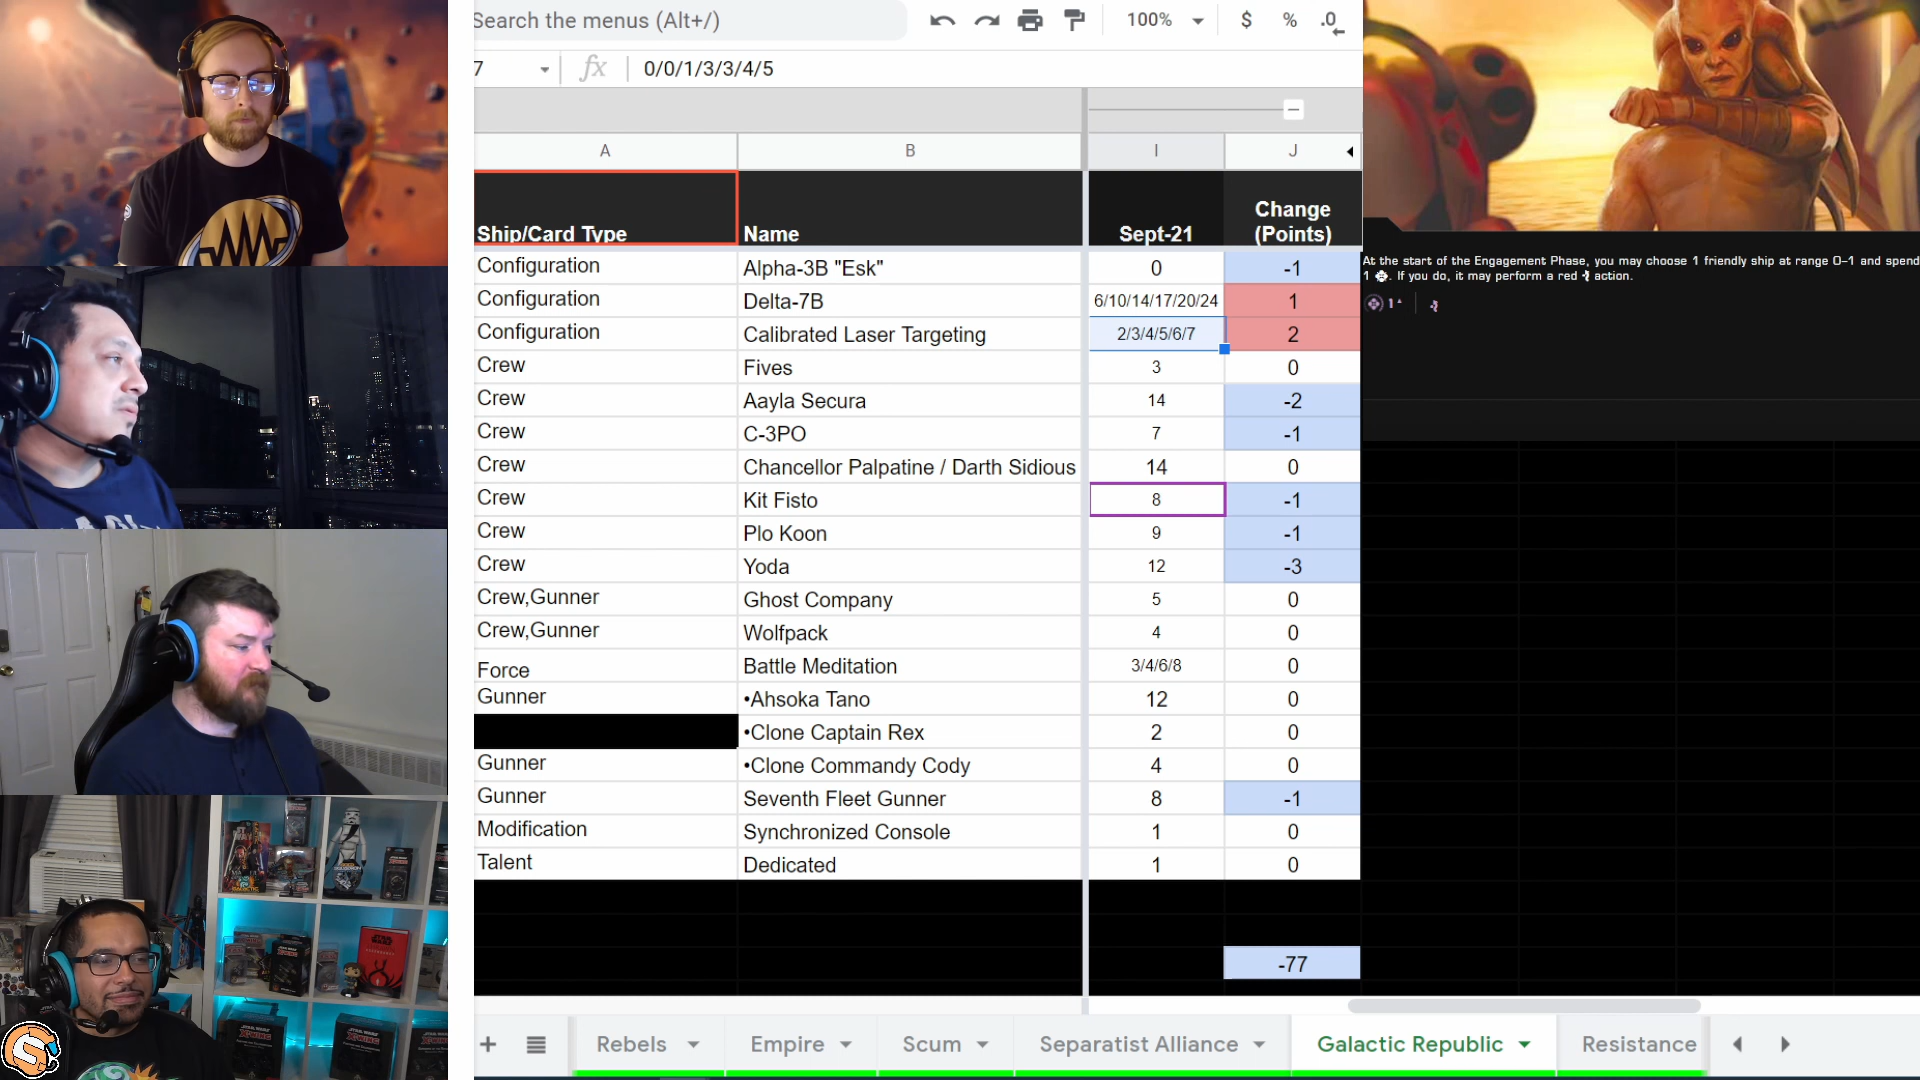 Search the menus (Alt+/)
100%
$ % .0
7
fx
0/0/1/3/3/4/5
A B I J
Ship/Card Type Name Sept-21 Change (Points)
Configuration Alpha-3B "Esk" 0 -1
Configuration Delta-7B 6/10/14/17/20/24 1
Configuration Calibrated Laser Targeting 2/3/4/5/6/7 2
Crew Fives 3 0
Crew Aayla Secura 14 -2
Crew C-3PO 7 -1
Crew Chancellor Palpatine / Darth Sidious 14 0
Crew Kit Fisto 8 -1
Crew Plo Koon 9 -1
Crew Yoda 12 -3
Crew,Gunner Ghost Company 5 0
Crew,Gunner Wolfpack 4 0
Force Battle Meditation 3/4/6/8 0
Gunner •Ahsoka Tano 12 0
•Clone Captain Rex 2 0
Gunner •Clone Commandy Cody 4 0
Gunner Seventh Fleet Gunner 8 -1
Modification Synchronized Console 1 0
Talent Dedicated 1 0
-77
Rebels Empire Scum Separatist Alliance Galactic Republic Resistance
At the start of the Engagement Phase, you may choose 1 friendly ship at range 0-1 and spend
1 . If you do, it may perform a red action.
1